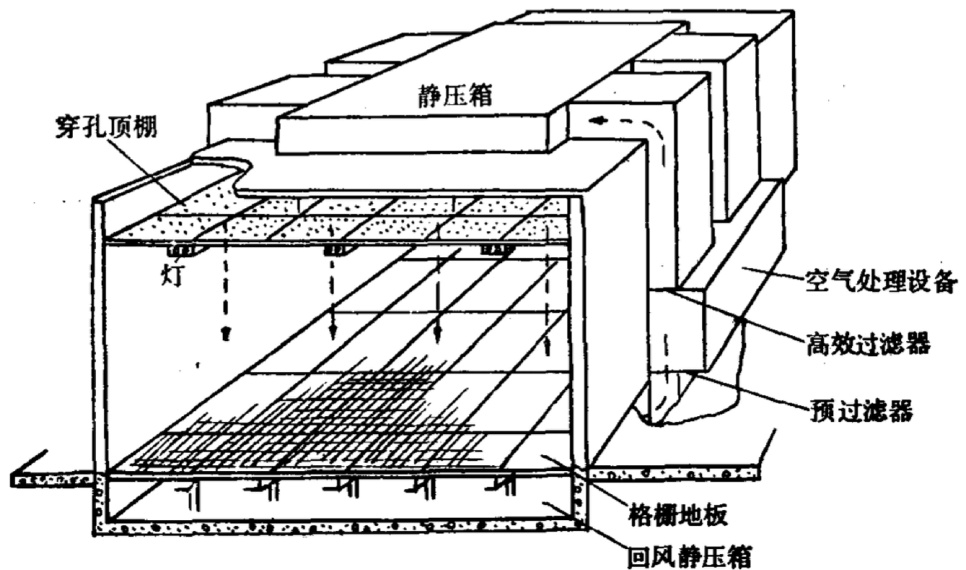 静压箱
穿孔顶棚
灯
空气处理设备
高效过滤器
预过滤器
格栅地板
回风静压箱